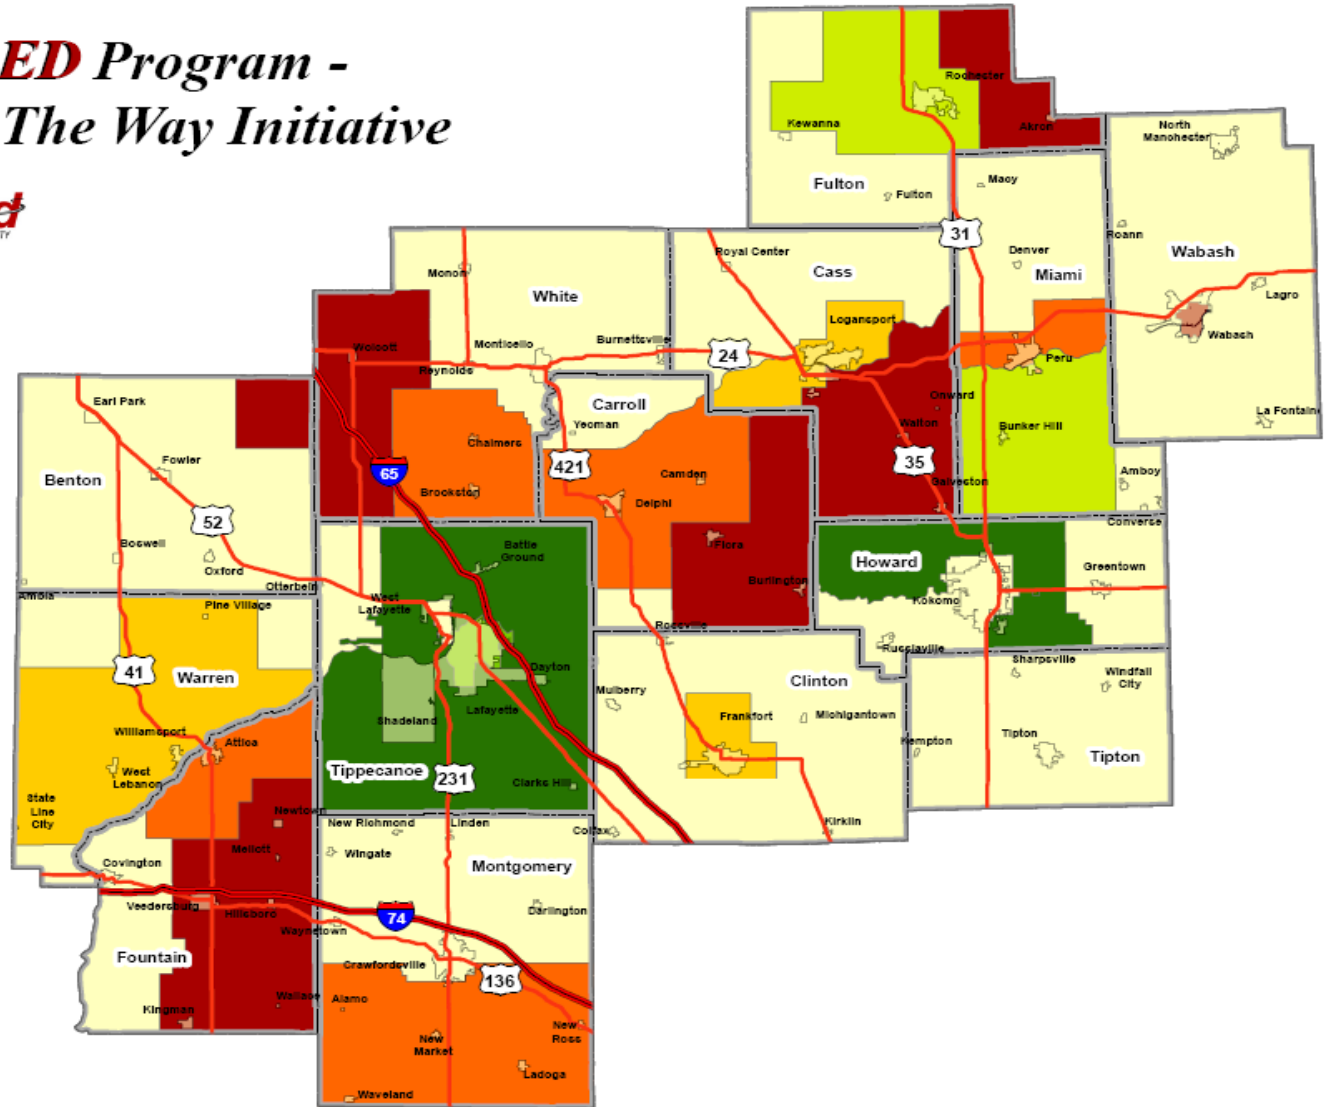 ED Program -
The Way Initiative
Rochester
Kewanna
Akron
North
Manchester
Fulton
Fulton
Macy
31
Roann
Wabash
Royal Center
Cass
Denver
Miami
Monon
White
Lagro
Logansport
Wabash
Wolcott
Monticello
Burnettsville
24
Peru
Reynolds
Earl Park
Carroll
Onward
Yeoman
Walton
Bunker Hill
La Fontain
Chalmers
Fowler
421
35
Benton
65
Camden
Amboy
Brookston
Delphi
Galveston
52
Converse
Boswell
Battle
Ground
Flora
Howard
Oxford
Greentown
Otterbein
Burlington
Ambia
Pine Village
West
Lafayette
Kokomo
Rossville
Russiaville
41
Warren
Dayton
Clinton
Sharpsville
Windfall
City
Mulberry
Shadeland
Lafayette
Frankfort
Michigantown
Williamsport
Attica
Kempton
Tipton
Tipton
West
Lebanon
Tippecanoe
231
Clarks Hill
State
Line
City
Newtown
New Richmond
Linden
Colfax
Kirklin
Mellott
Wingate
Covington
Montgomery
Veedersburg
Hillsboro
74
Darlington
Waynetown
Fountain
Crawfordsville
136
Kingman
Wallace
Alamo
New
Ross
New
Market
Ladoga
Waveland